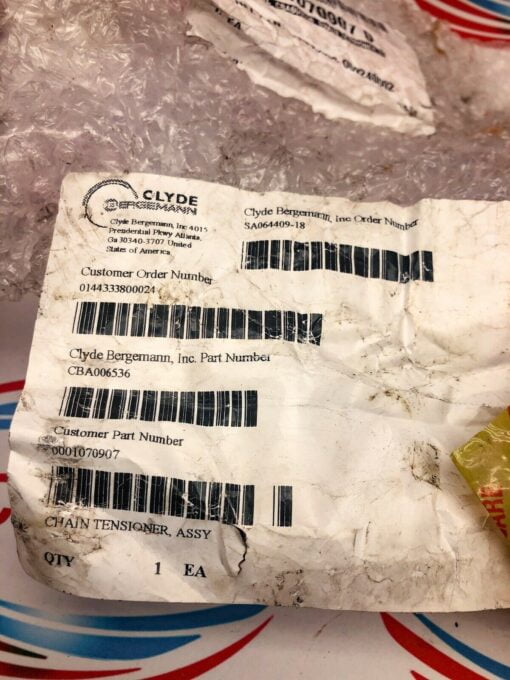 1 EA
CLYDE
BERGEMANN
Clyde Bergemann, Inc 4015
Presidential Pkwy Atlanta,
Ga 30340-3707 United
States of America
Clyde Bergemann, Inc Order Number
SA064409-18
Customer Order Number
0144333800024
Clyde Bergemann, Inc. Part Number
CBA006536
Customer Part Number
0001070907
CHAIN TENSIONER, ASSY
QTY 1 EA